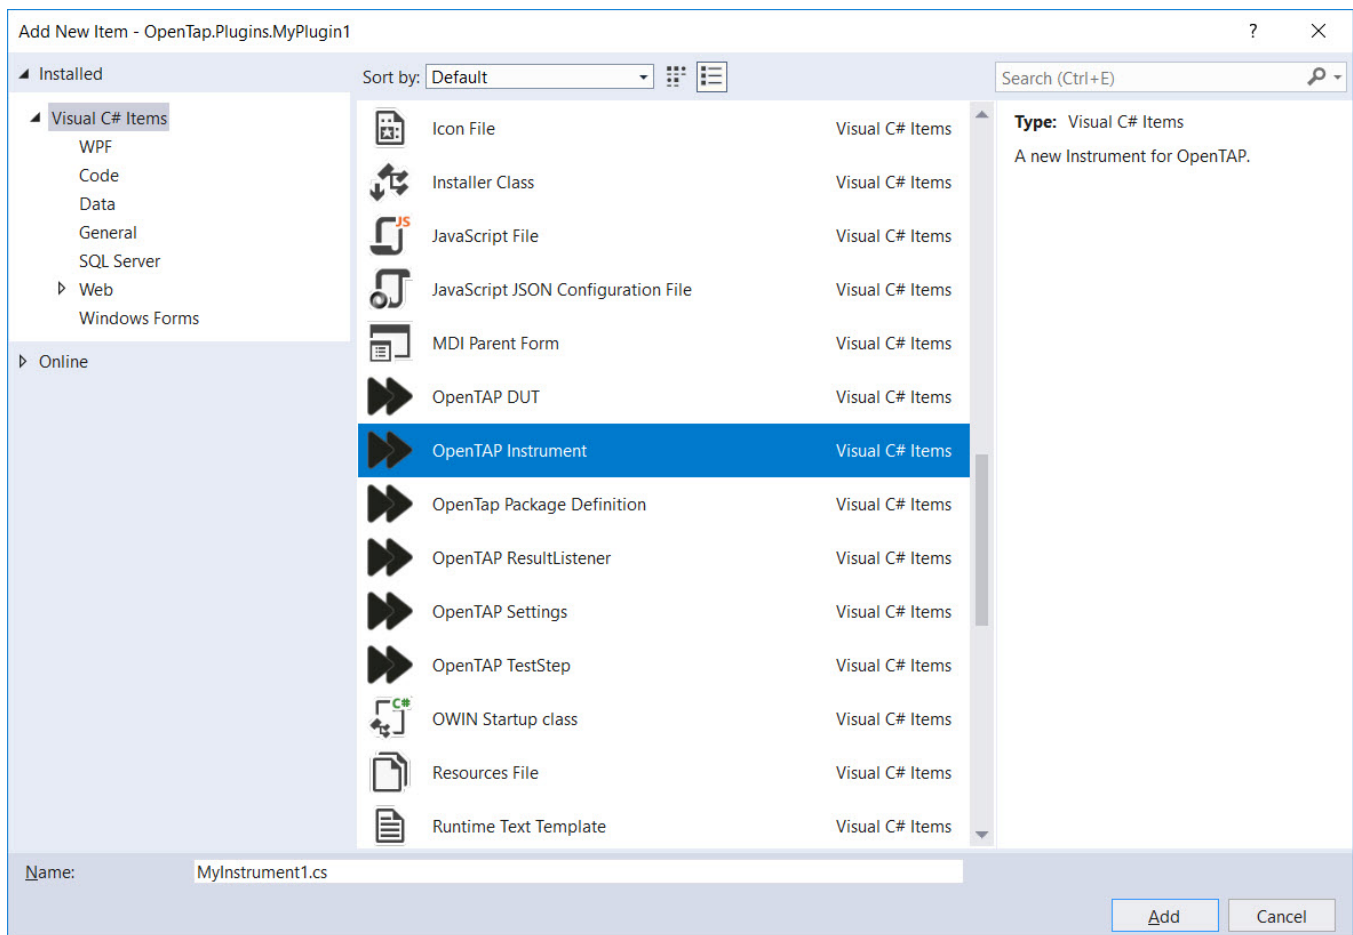 Add New Item - OpenTap.Plugins.MyPlugin1 ?
Installed
Sort by: Default
Search (Ctrl+E)
Visual C# Items
WPF
Code
Data
General
SQL Server
Web
Windows Forms
Online
Icon File Visual C# Items
Installer Class Visual C# Items
JS
JavaScript File Visual C# Items
JavaScript JSON Configuration File Visual C# Items
MDI Parent Form Visual C# Items
OpenTAP DUT Visual C# Items
OpenTAP Instrument Visual C# Items
OpenTap Package Definition Visual C# Items
OpenTAP ResultListener Visual C# Items
OpenTAP Settings Visual C# Items
OpenTAP TestStep Visual C# Items
C#
OWIN Startup class Visual C# Items
Resources File Visual C# Items
Runtime Text Template Visual C# Items
Type: Visual C# Items
A new Instrument for OpenTAP.
Name: MyInstrument1.cs
Add Cancel